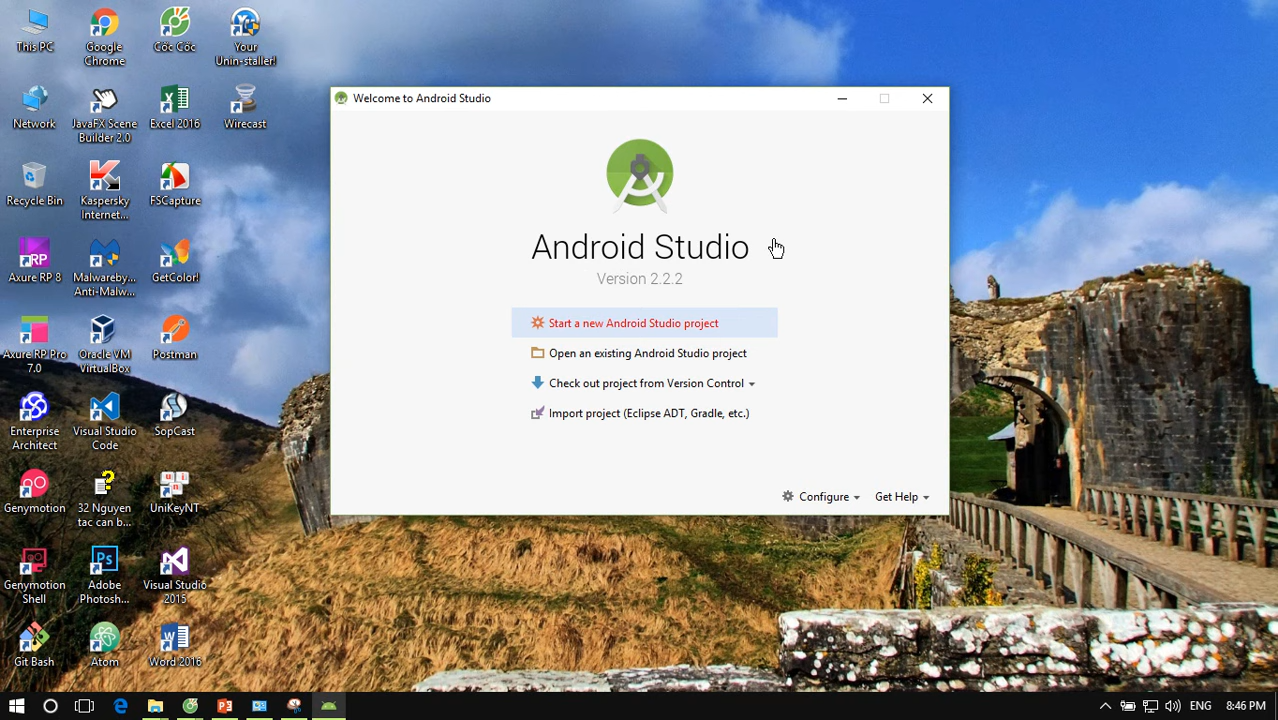 This PC
Google
Chrome
Cốc Cốc
Your
Unin-staller!
Network
JavaFX Scene
Builder 2.0
Excel 2016
Wirecast
Recycle Bin
Kaspersky
Internet...
FSCapture
Axure RP 8
Malwareby...
Anti-Malw...
GetColor!
Axure RP Pro
7.0
Oracle VM
VirtualBox
Postman
Enterprise
Architect
Visual Studio
Code
SopCast
Genymotion
32 Nguyen
tac can b...
UniKeyNT
Genymotion
Shell
Adobe
Photosh...
Visual Studio
2015
Git Bash
Atom
Word 2016
Welcome to Android Studio
Android Studio
Version 2.2.2
Start a new Android Studio project
Open an existing Android Studio project
Check out project from Version Control
Import project (Eclipse ADT, Gradle, etc.)
Configure
Get Help
ENG
8:46 PM